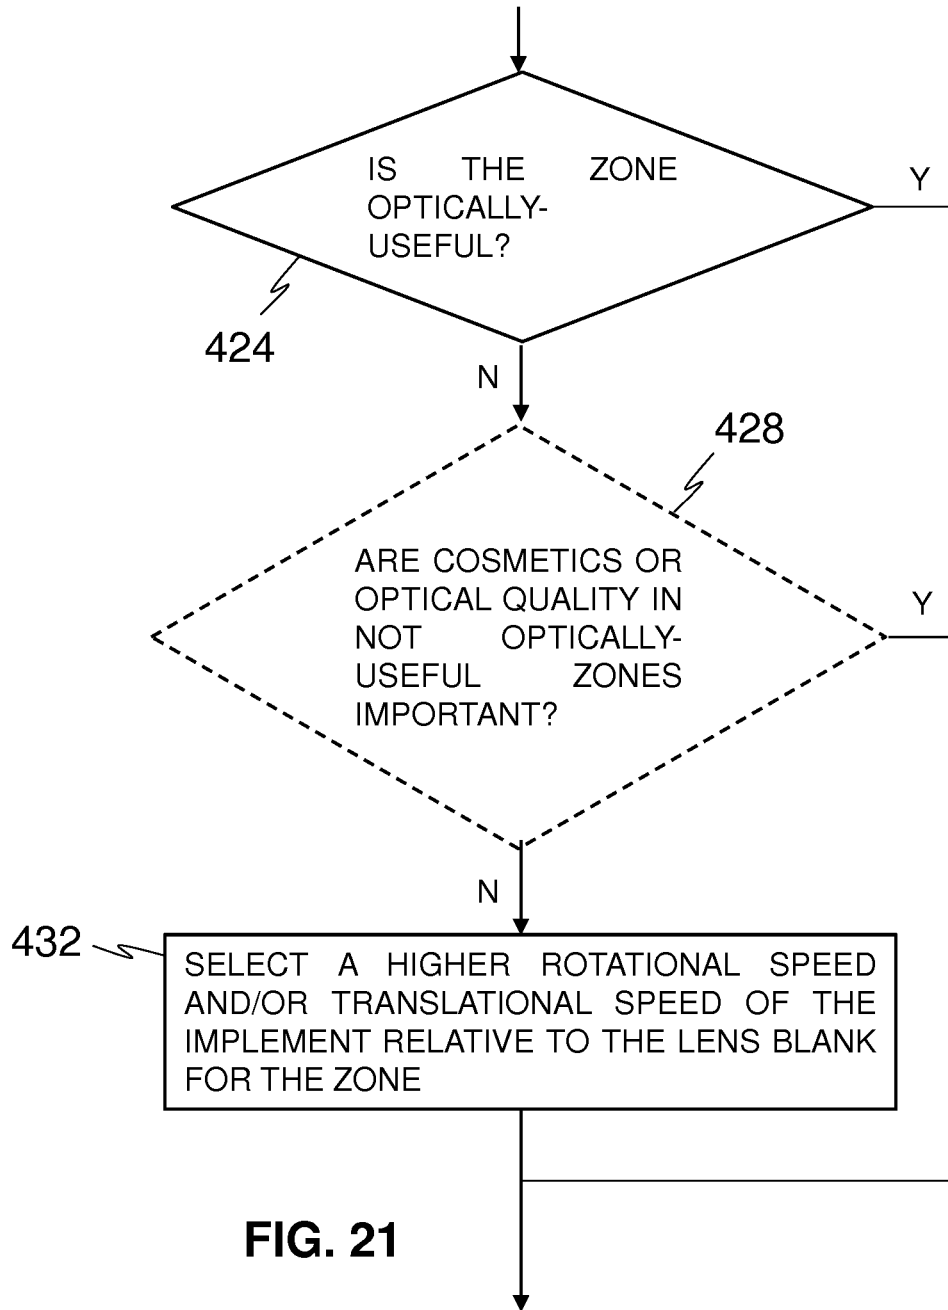 IS THE ZONE
OPTICALLY-
USEFUL?
Y
424
N
428
ARE COSMETICS OR
OPTICAL QUALITY IN
NOT OPTICALLY-
USEFUL ZONES
IMPORTANT?
Y
N
432
SELECT A HIGHER ROTATIONAL SPEED
AND/OR TRANSLATIONAL SPEED OF THE
IMPLEMENT RELATIVE TO THE LENS BLANK
FOR THE ZONE
FIG. 21